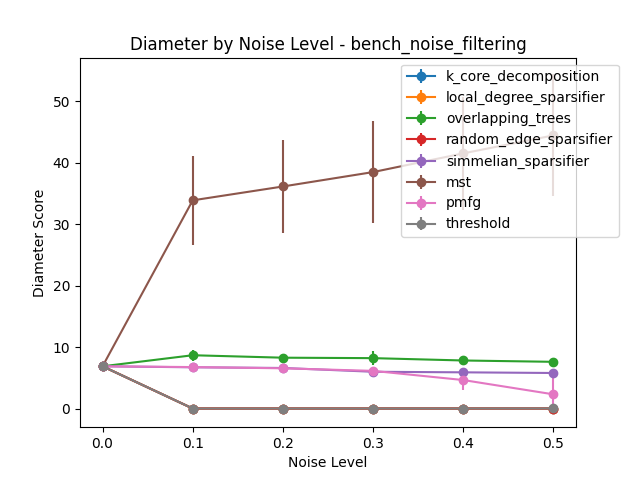 Diameter by Noise Level - bench_noise_filtering
k_core_decomposition
local_degree_sparsifier
overlapping_trees
random_edge_sparsifier
simmelian_sparsifier
mst
pmfg
threshold
Diameter Score
50
40
30
20
10
0
0.0 0.1 0.2 0.3 0.4 0.5
Noise Level